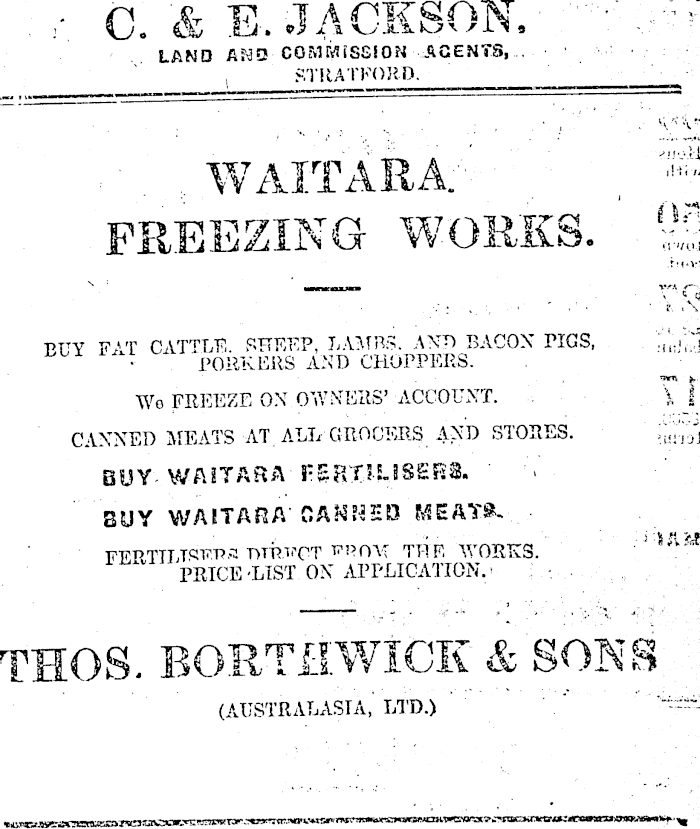 C. & E. JACKSON,
LAND AND COMMISSION AGENTS,
STRATFORD.
WAITARA.
FREEZING WORKS.
BUY FAT CATTLE, SHEEP, LAMBS, AND BACON PIGS,
PORKERS AND CHOPPERS.
We FREEZE ON OWNERS' ACCOUNT.
CANNED MEATS AT ALL GROCERS AND STORES.
BUY WAITARA FERTILISERS.
BUY WAITARA CANNED MEATS.
FERTILISERS DIRECT FROM THE WORKS.
PRICE LIST ON APPLICATION.
THOS. BORTHWICK & SONS
(AUSTRALASIA, LTD.)